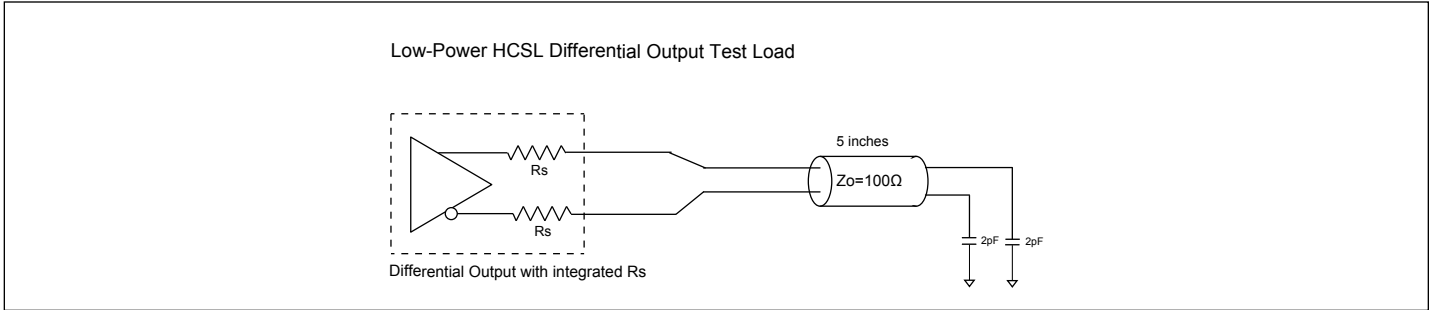 Low-Power HCSL Differential Output Test Load
5 inches
Rs
Zo=100Ω
Rs
2pF
2pF
Differential Output with integrated Rs